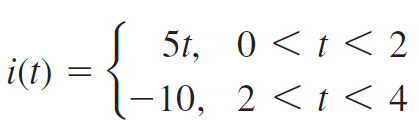 i(t) = { 5t, 0 < t < 2
−10, 2 < t < 4